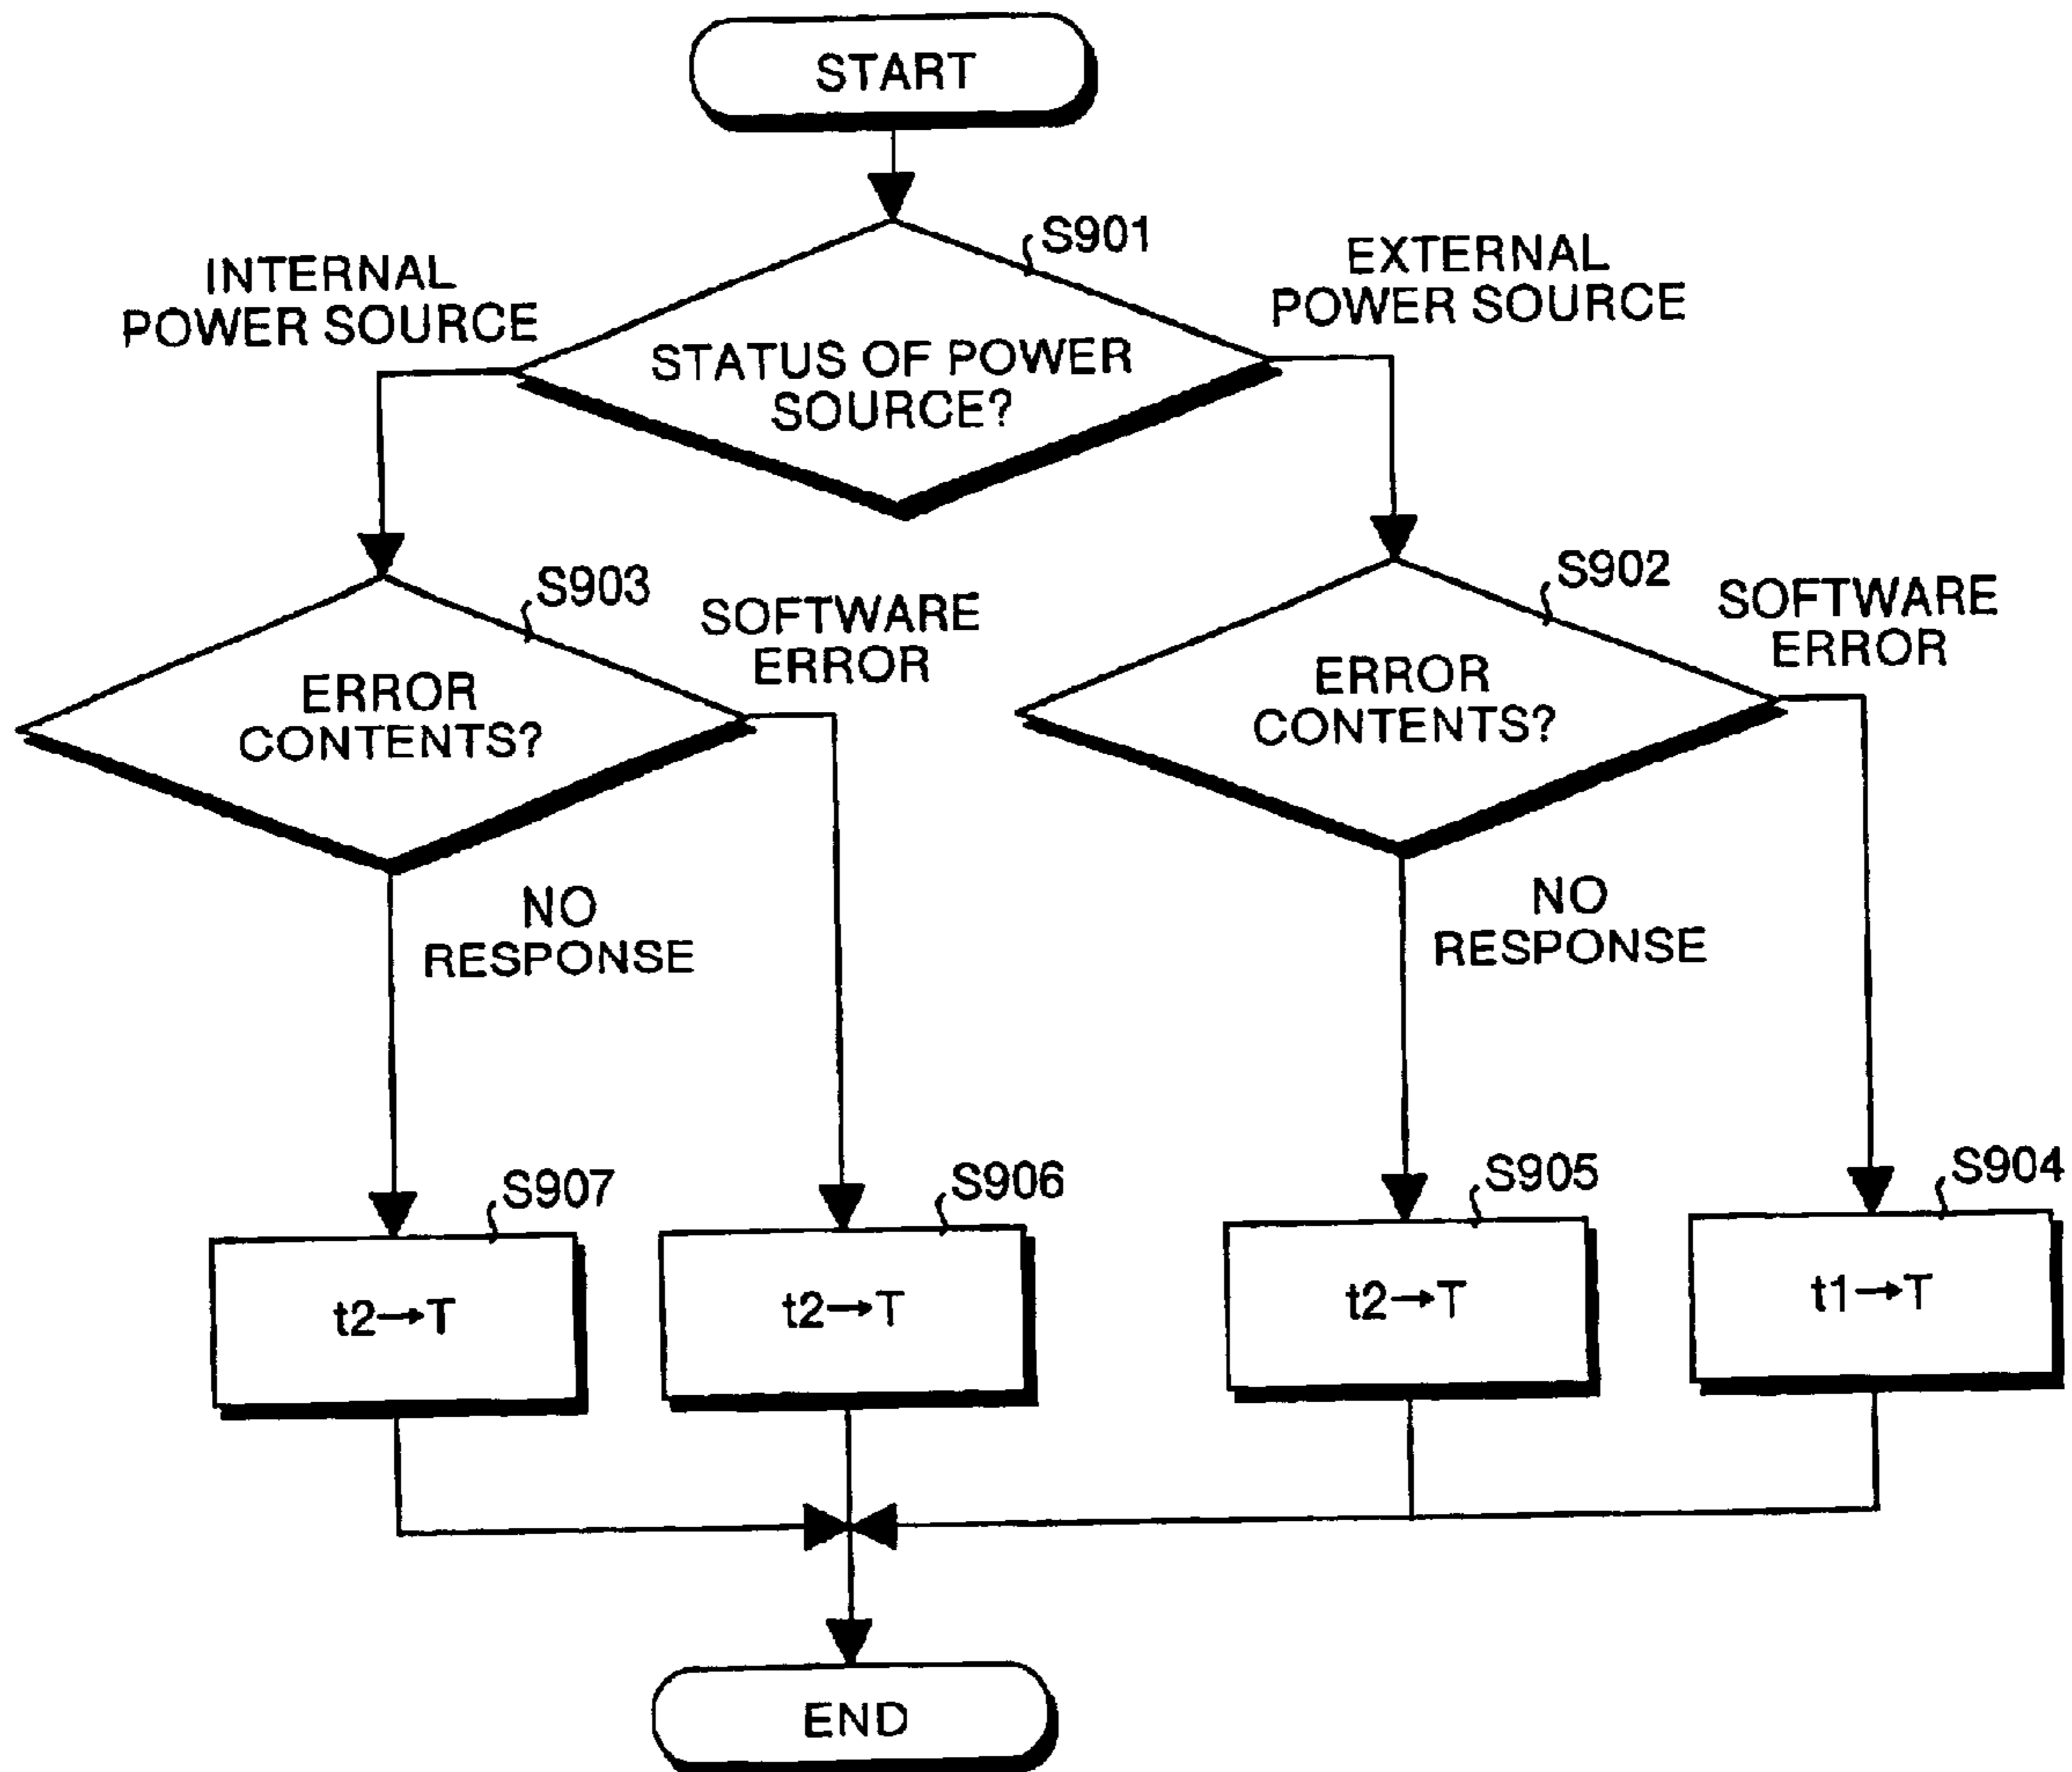 START
S901
INTERNAL
POWER SOURCE
EXTERNAL
POWER SOURCE
STATUS OF POWER
SOURCE?
S903
SOFTWARE
ERROR
S902
SOFTWARE
ERROR
ERROR
CONTENTS?
ERROR
CONTENTS?
NO
RESPONSE
NO
RESPONSE
S907
S906
S905
S904
t2→T
t2→T
t2→T
t1→T
END